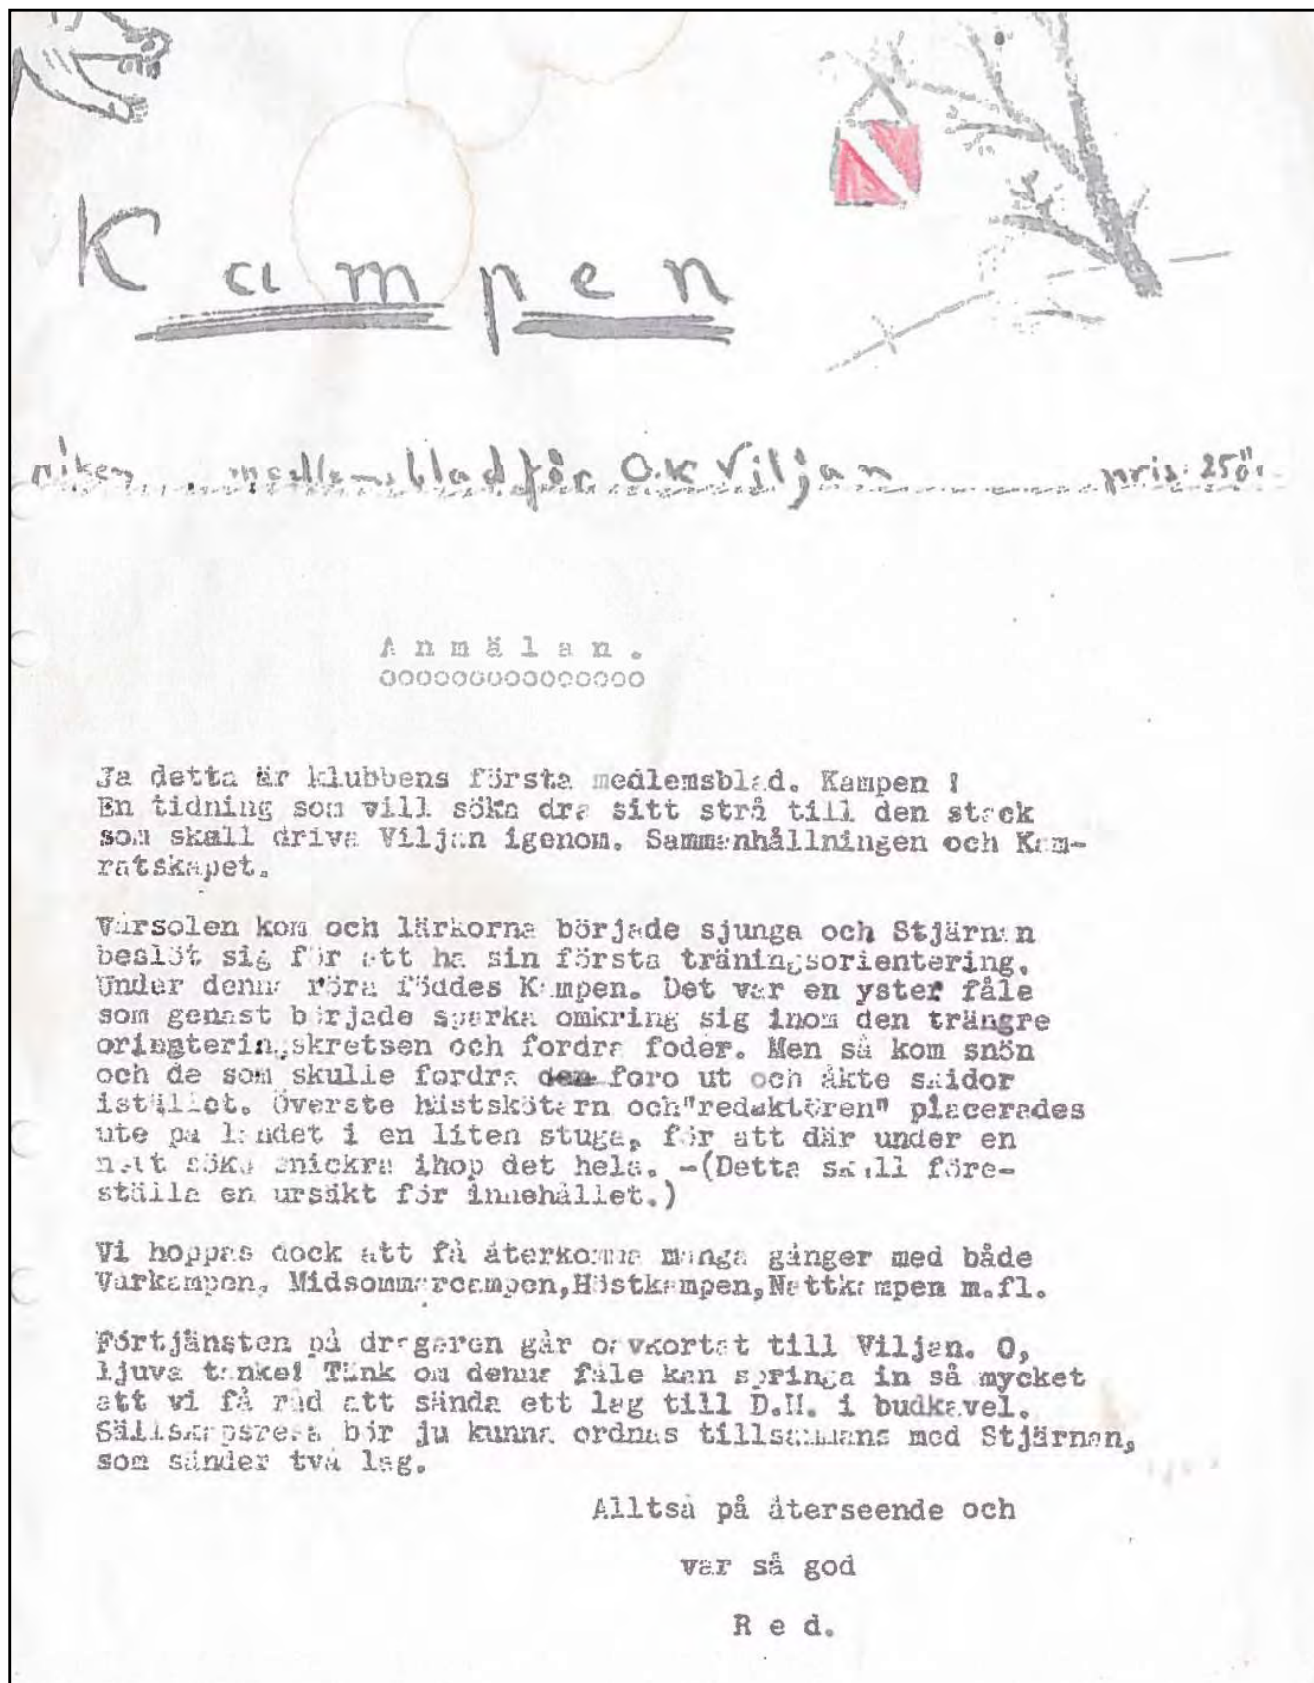 Kampen
medlemsblad för O.K Viljan pris: 25ö.
Anmälan.
ooooooooooooooo
Ja detta är klubbens första medlemsblad. Kampen !
En tidning som vill söka dra sitt strå till den stack
som skall driva Viljan igenom. Sammanhållningen och Kam-
ratskapet.
Vårsolen kom och lärkorna började sjunga och Stjärnan
beslöt sig för att ha sin första träningsorientering.
Under denna röra föddes Kampen. Det var en yster fåle
som genast började sparka omkring sig inom den trängre
oringteringskretsen och fordra foder. Men så kom snön
och de som skulle fordra den foro ut och åkte skidor
istället. Överste hästskötarn och"redaktören" placerades
ute på landet i en liten stuga, för att där under en
natt söka snickra ihop det hela. -(Detta skall före-
ställa en ursäkt för innehållet.)
Vi hoppas dock att få återkomma många gånger med både
Vårkampen, Midsommarcampen,Höstkampen,Nattkampen m.fl.
Förtjänsten på dragaren går oavkortat till Viljan. O,
ljuva tanke! Tänk om denna fåle kan springa in så mycket
att vi få råd att sända ett lag till D.M. i budkavel.
Sällskapsresa bör ju kunna ordnas tillsammans med Stjärnan,
som sänder två lag.
Alltså på återseende och
var så god
Red.